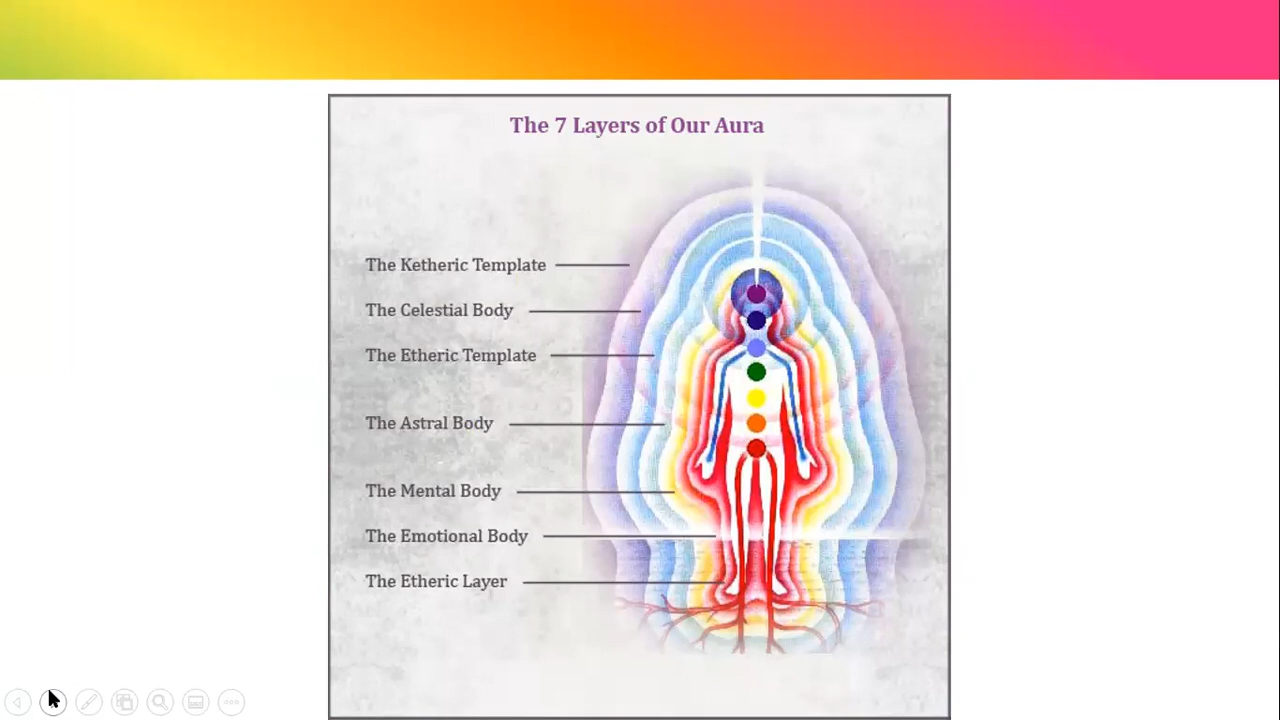 The 7 Layers of Our Aura
The Ketheric Template
The Celestial Body
The Etheric Template
The Astral Body
The Mental Body
The Emotional Body
The Etheric Layer